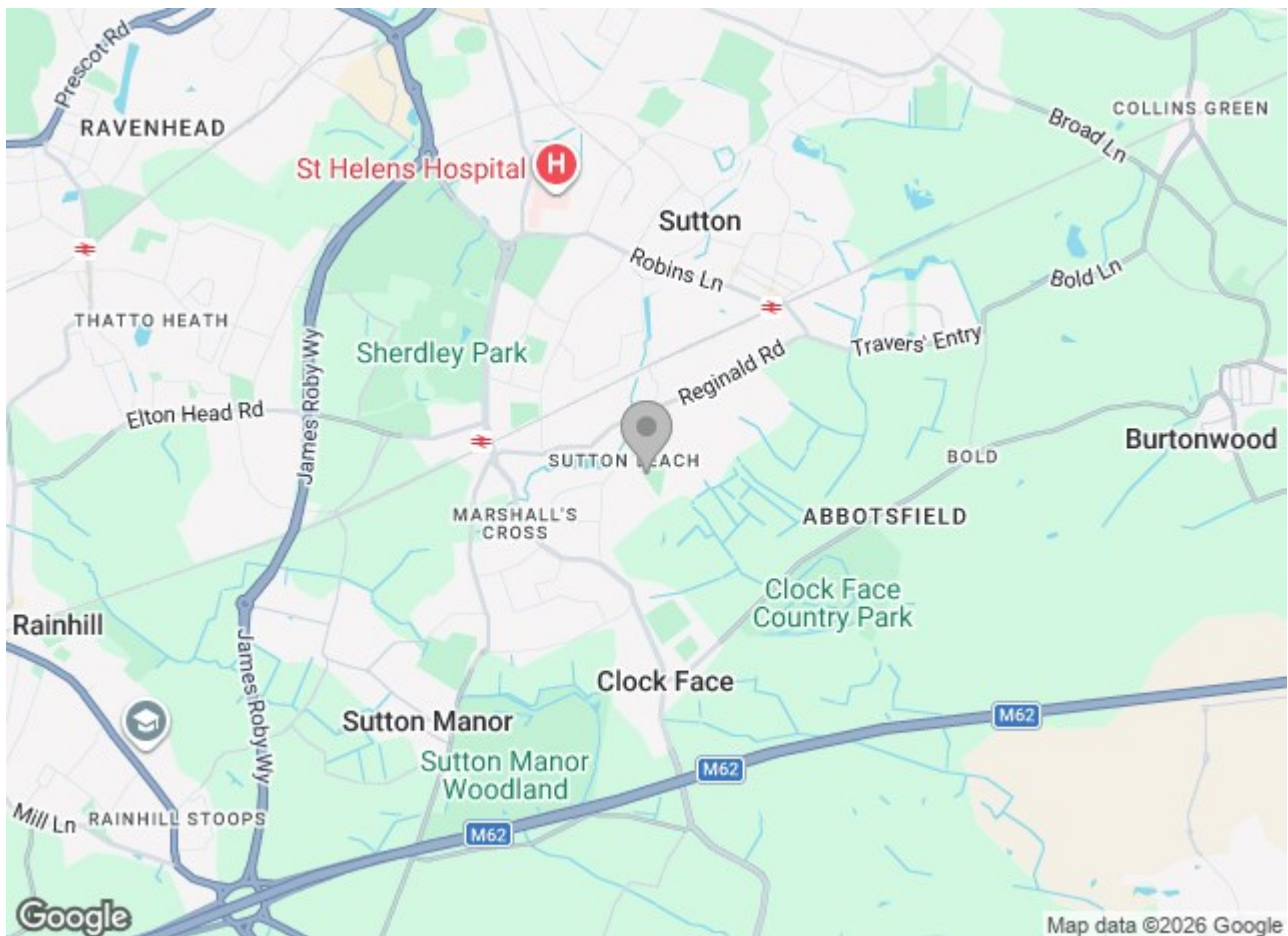 Prescot Rd
RAVENHEAD
COLLINS GREEN
Broad Ln
St Helens Hospital
H
Sutton
Robins Ln
Bold Ln
THATTO HEATH
Travers' Entry
Sherdley Park
James Roby Wy
Reginald Rd
Elton Head Rd
Burtonwood
SUTTON LEACH
BOLD
MARSHALL'S
CROSS
ABBOTSFIELD
Clock Face
Country Park
Rainhill
James Roby Wy
Clock Face
Sutton Manor
M62
Sutton Manor
Woodland
M62
Mill Ln
RAINHILL STOOPS
M62
Google
Map data ©2026 Google